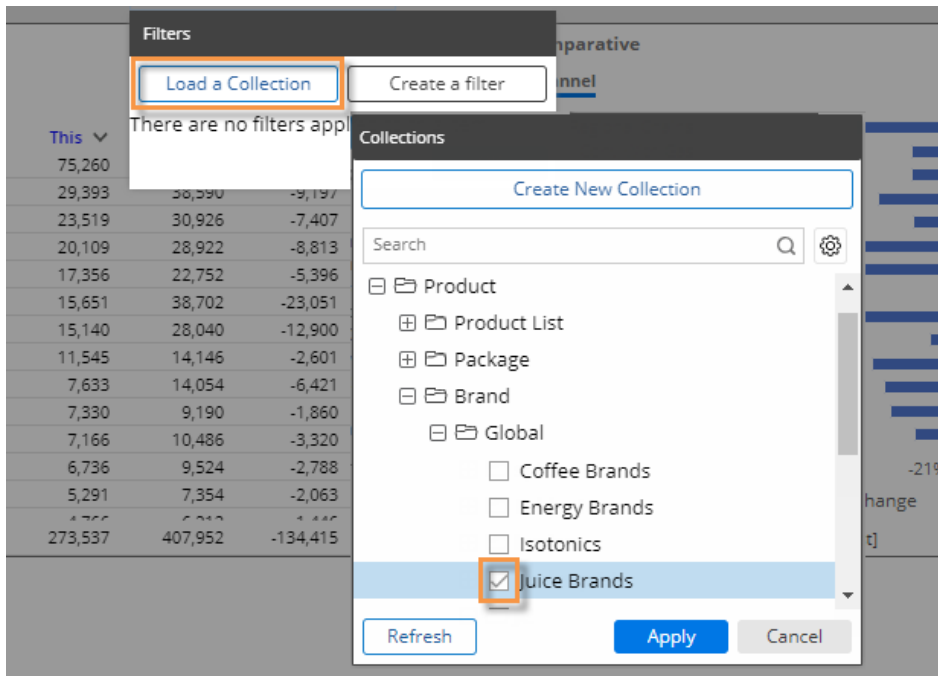 Filters
Load a Collection
Create a filter
There are no filters appl
nparative
nnel
This
75,260
29,393 38,590 -9,197
23,519 30,926 -7,407
20,109 28,922 -8,813
17,356 22,752 -5,396
15,651 38,702 -23,051
15,140 28,040 -12,900
11,545 14,146 -2,601
7,633 14,054 -6,421
7,330 9,190 -1,860
7,166 10,486 -3,320
6,736 9,524 -2,788
5,291 7,354 -2,063
273,537 407,952 -134,415
Collections
Create New Collection
Search
Product
Product List
Package
Brand
Global
Coffee Brands
Energy Brands
Isotonics
Juice Brands
Refresh
Apply
Cancel
-219
hange
t]